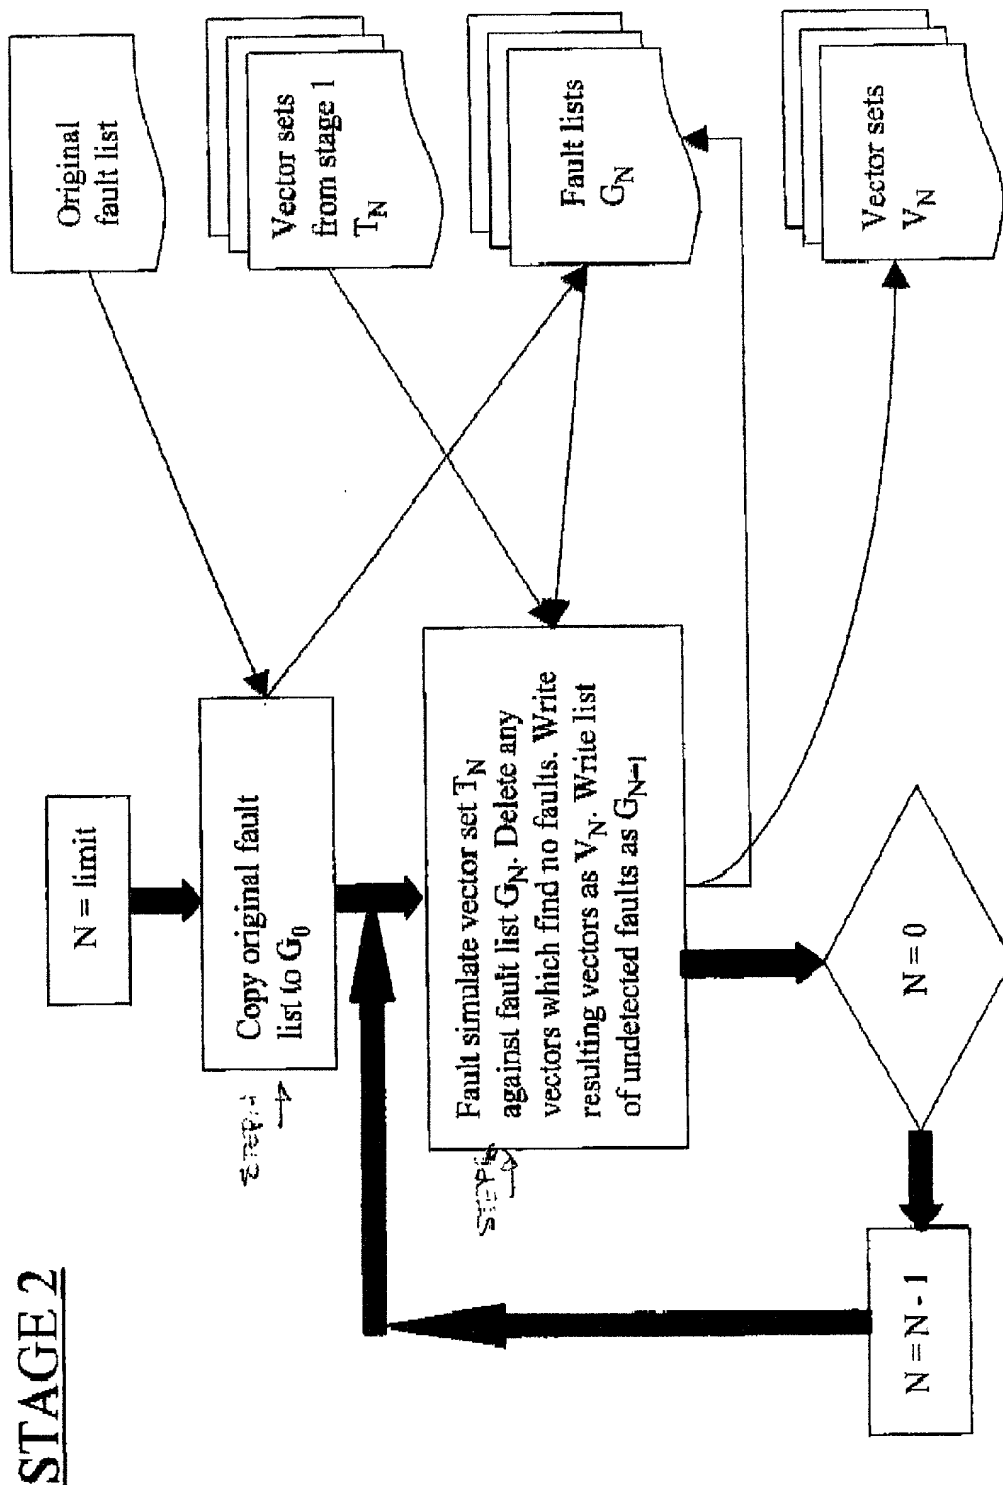 STAGE 2
N = limit
Copy original fault
list to G0
Fault simulate vector set TN
against fault list GN. Delete any
vectors which find no faults. Write
resulting vectors as VN. Write list
of undetected faults as GN-1
N = 0
N = N - 1
Original
fault list
Vector sets
from stage 1
TN
Fault lists
GN
Vector sets
VN